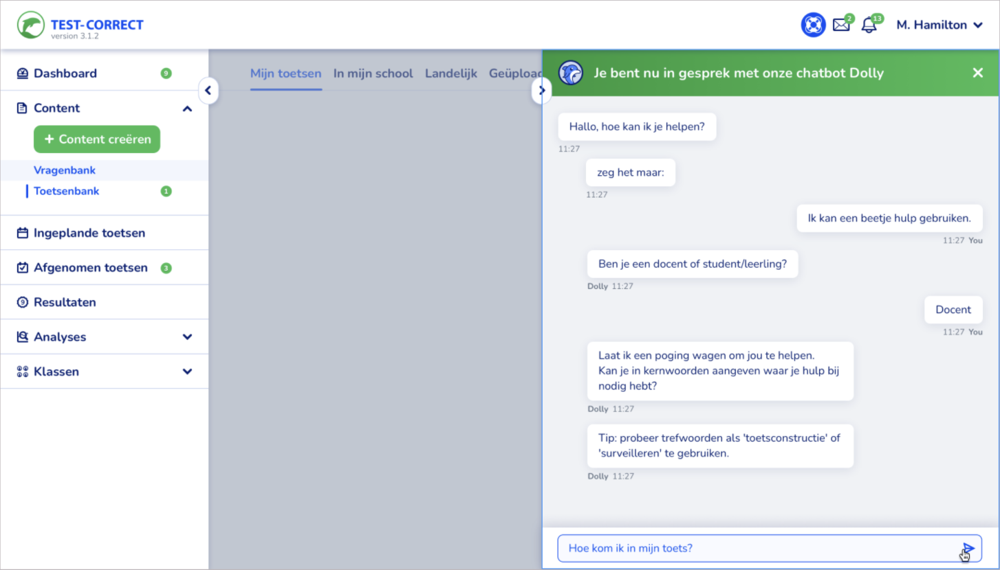 TEST-CORRECT
version 3.1.2
2
13
M. Hamilton
Dashboard
9
Content
+ Content creëren
Vragenbank
Toetsenbank
1
Ingeplande toetsen
Afgenomen toetsen
3
9
Resultaten
Analyses
Klassen
Mijn toetsen
In mijn school
Landelijk
Geüpload
Je bent nu in gesprek met onze chatbot Dolly
Hallo, hoe kan ik je helpen?
11:27
zeg het maar:
11:27
Ik kan een beetje hulp gebruiken.
11:27 You
Ben je een docent of student/leerling?
Dolly 11:27
Docent
11:27 You
Laat ik een poging wagen om jou te helpen.
Kan je in kernwoorden aangeven waar je hulp bij
nodig hebt?
Dolly 11:27
Tip: probeer trefwoorden als 'toetsconstructie' of
'surveilleren' te gebruiken.
Dolly 11:27
Hoe kom ik in mijn toets?